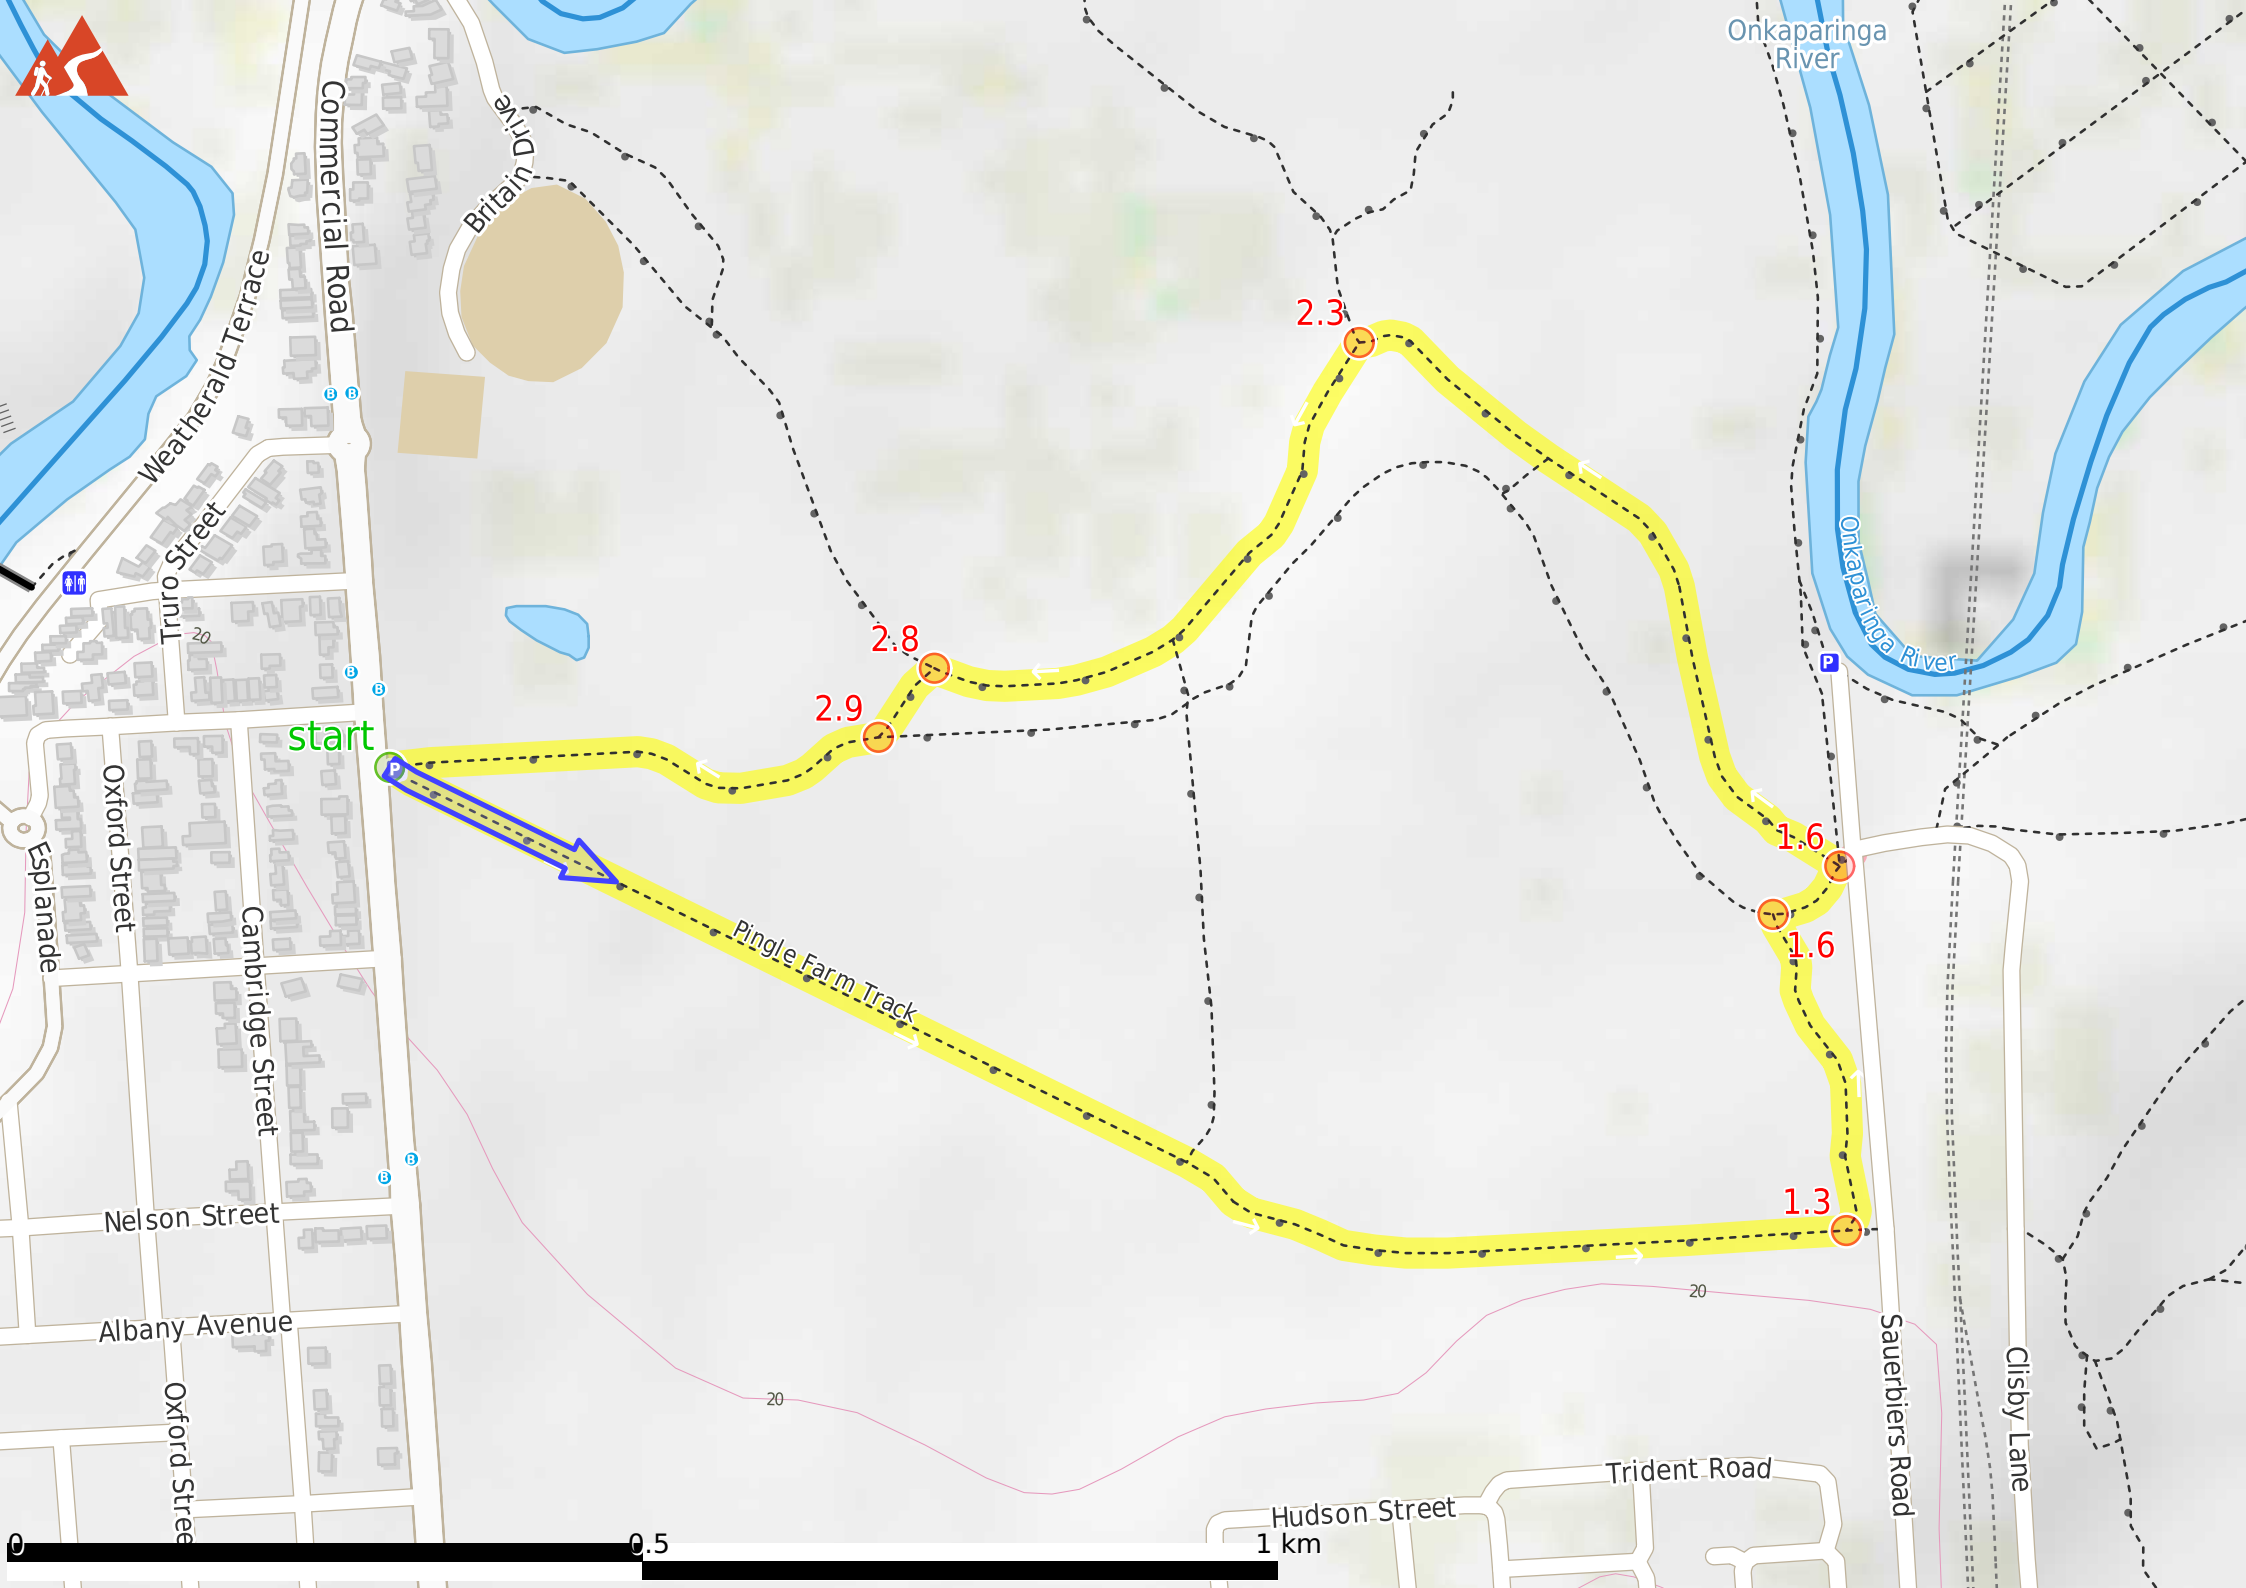 Onkaparinga
River
Commercial Road
Britain Drive
Weatherald Terrace
2.3
B B
Truro Street
Onkaparinga River
20
2.8
P
B
B
2.9
start
P
Oxford Street
Esplanade
Cambridge Street
1.6
1.6
Pingle Farm Track
B
B
Nelson Street
1.3
20
Albany Avenue
Sauerbiers Road
Clisby Lane
20
Oxford Stree
Trident Road
Hudson Street
0 0.5 1 km